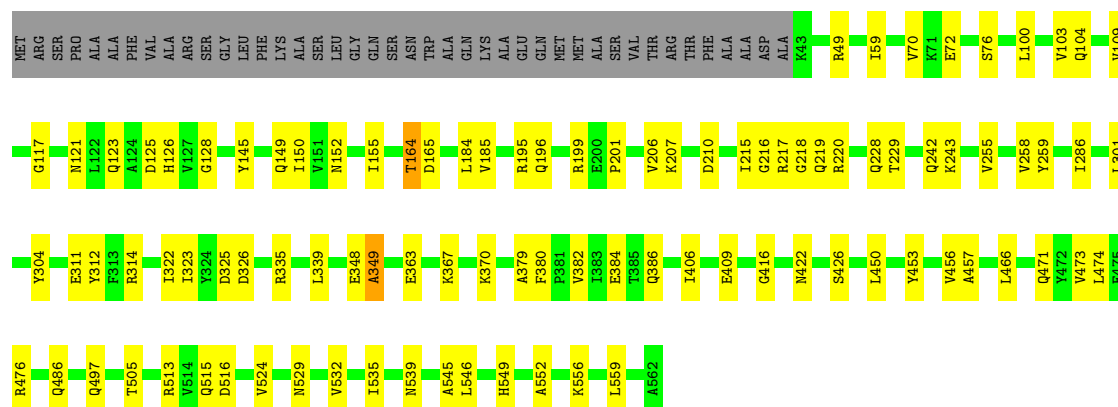 MET ARG SER PRO ALA ALA PHE VAL ALA ARG SER GLY LEU PHE LYS ALA SER LEU GLY GLN SER ASN TRP ALA GLN LYS ALA GLU GLN MET MET ALA SER VAL THR ARG THR PHE ALA ALA ASP ALA K43 R49 I59 V70 K71 E72 S76 L100 V103 Q104
G117 N121 L122 Q123 A124 D125 H126 V127 G128 Y145 Q149 I150 V151 N152 I155 T164 D165 L184 V185 R195 Q196 R199 E200 P201 V206 K207 D210 I215 G216 R217 G218 Q219 R220 Q228 T229 Q242 K243 V255 V258 Y259 I286 L301
Y304 E311 Y312 F313 R314 I322 I323 Y324 D325 D326 R335 L339 E348 A349 E363 K367 K370 A379 F380 P381 V382 I383 E384 T385 Q386 I406 E409 G416 N422 S426 L450 Y453 V456 A457 L466 Q471 Y472 V473 L474
R476 Q486 Q497 T505 R513 V514 Q515 D516 V524 N529 V532 I535 N539 A545 L546 H549 A552 K556 L559 A562